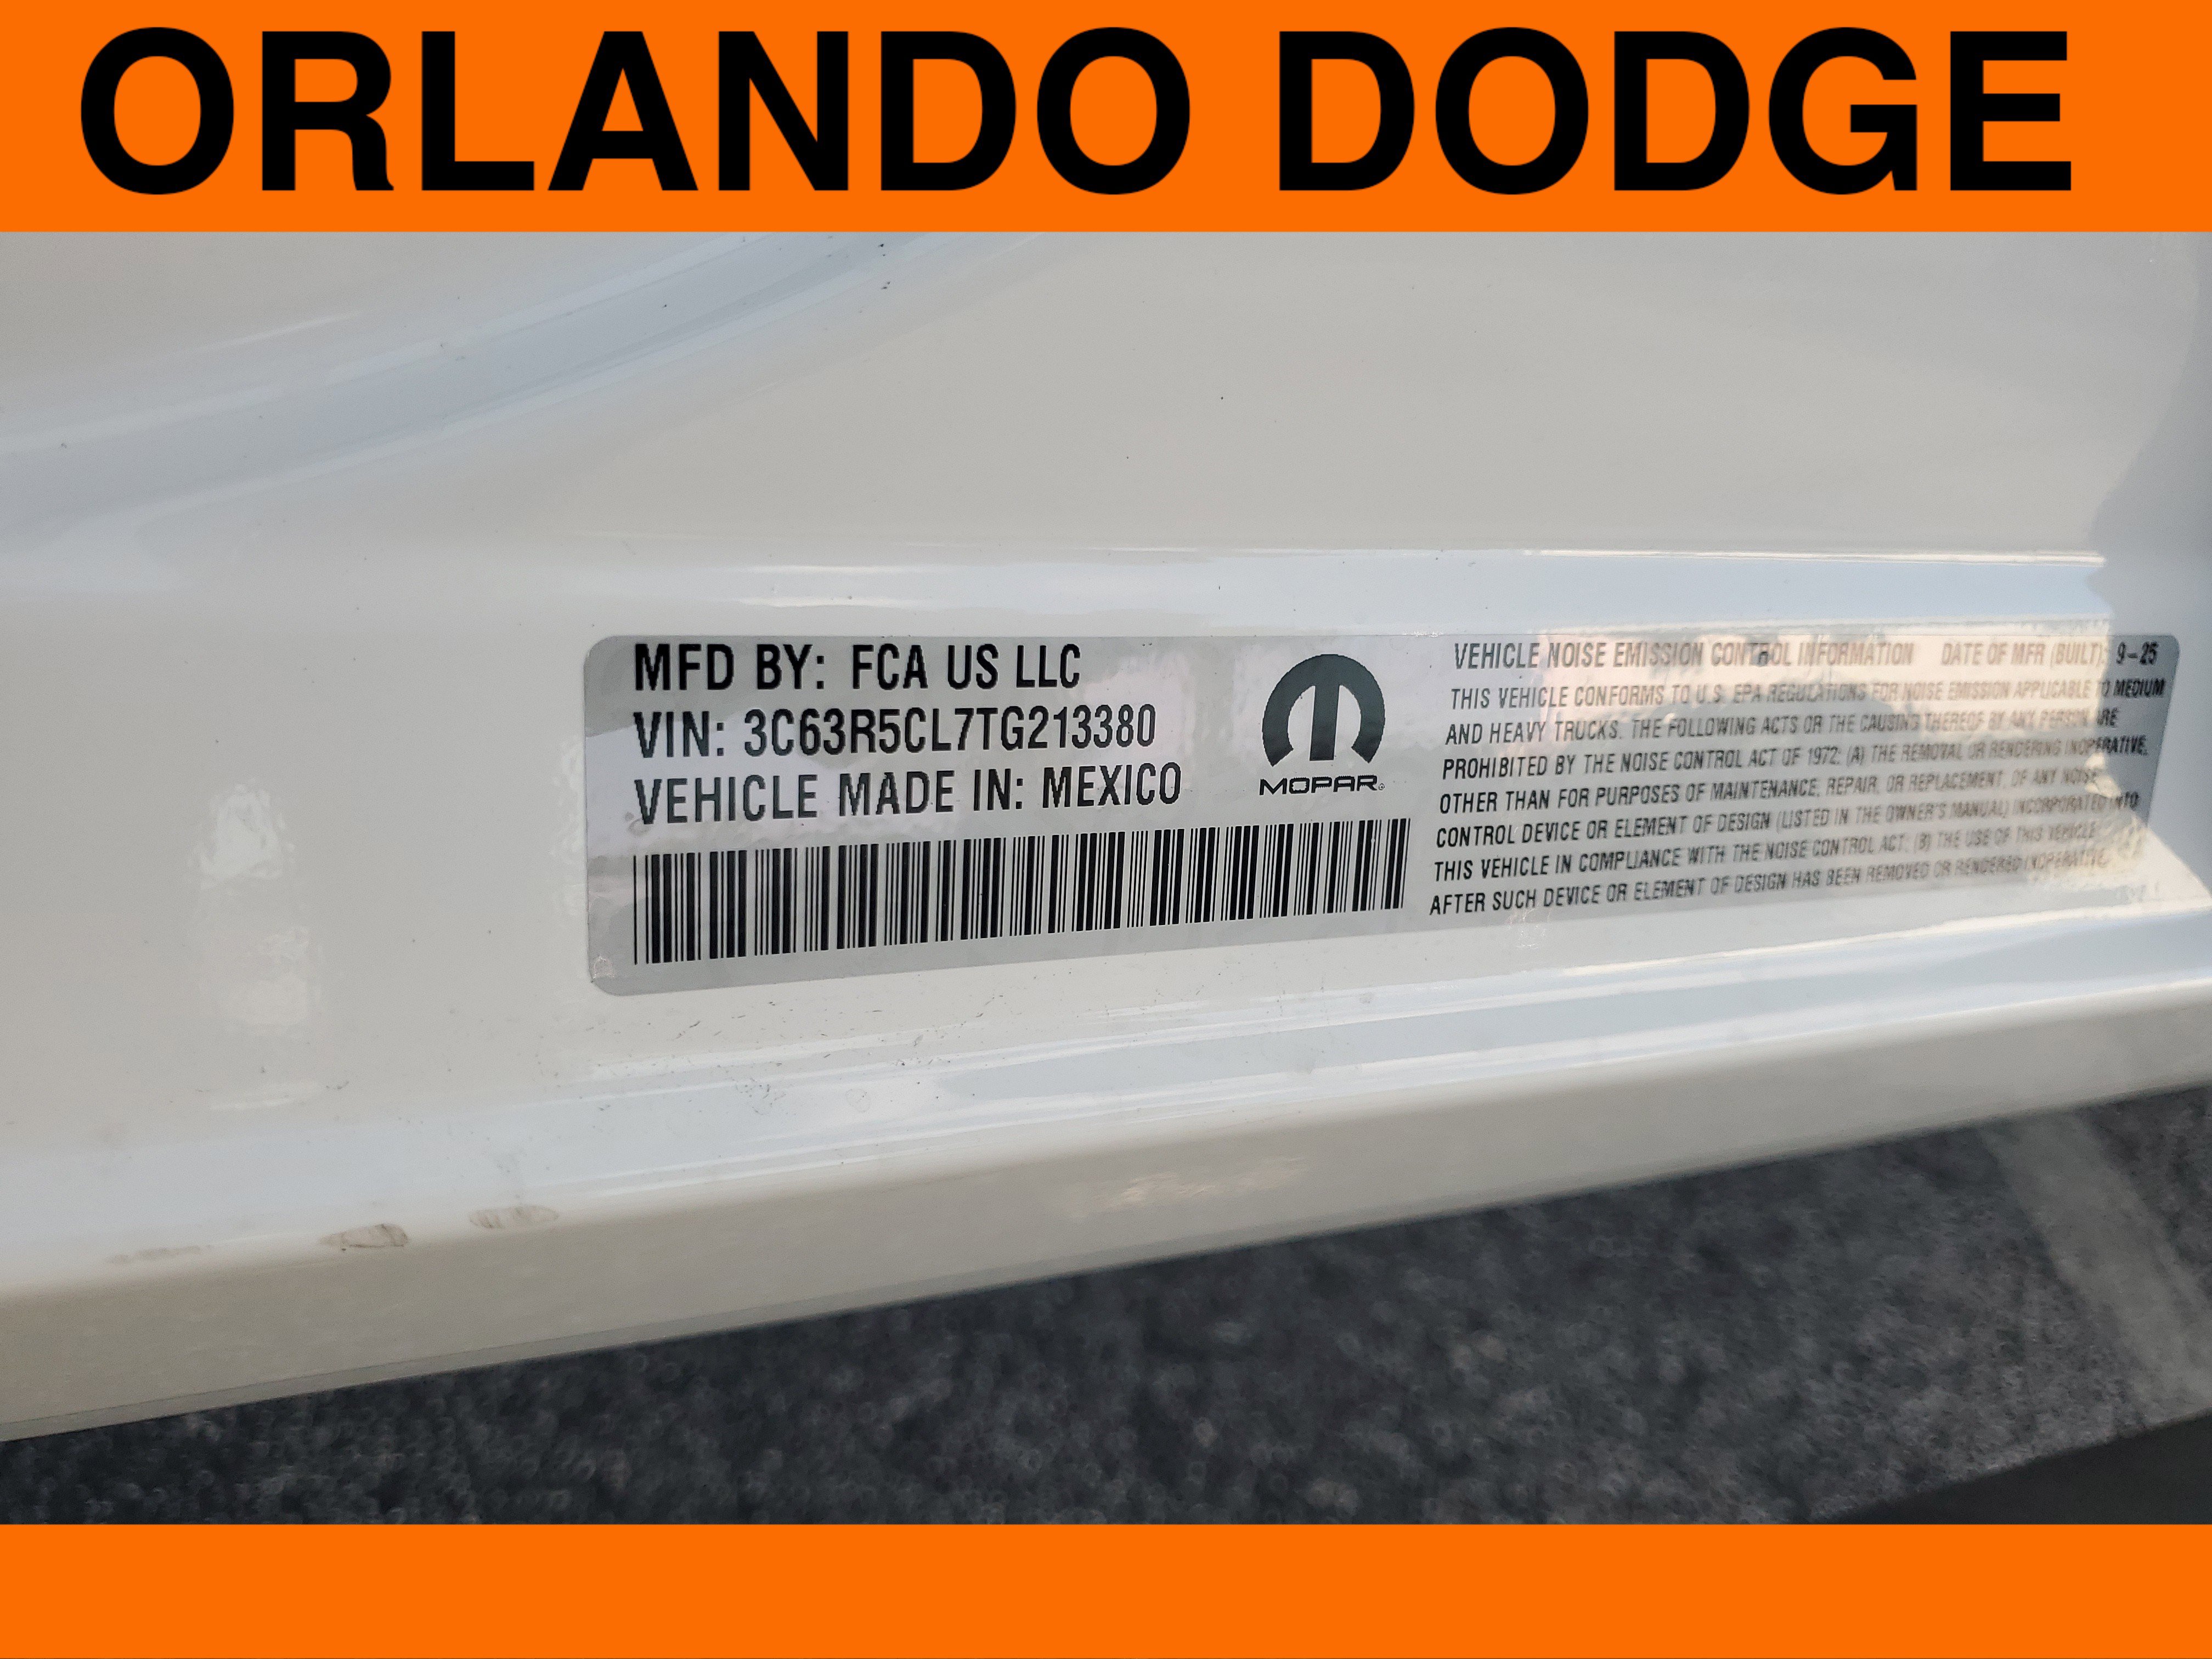 ORLANDO DODGE
MFD BY: FCA US LLC
VIN: 3C63R5CL7TG213380
VEHICLE MADE IN: MEXICO
MOPAR®
VEHICLE NOISE EMISSION CONTROL INFORMATION DATE OF MFR (BUILT): 9-25
THIS VEHICLE CONFORMS TO U.S. EPA REGULATIONS FOR NOISE EMISSION APPLICABLE TO MEDIUM
AND HEAVY TRUCKS. THE FOLLOWING ACTS OR THE CAUSING THEREOF BY ANY PERSON ARE
PROHIBITED BY THE NOISE CONTROL ACT OF 1972: (A) THE REMOVAL OR RENDERING INOPERATIVE,
OTHER THAN FOR PURPOSES OF MAINTENANCE, REPAIR, OR REPLACEMENT, OF ANY NOISE
CONTROL DEVICE OR ELEMENT OF DESIGN (LISTED IN THE OWNER'S MANUAL) INCORPORATED INTO
THIS VEHICLE IN COMPLIANCE WITH THE NOISE CONTROL ACT; (B) THE USE OF THIS VEHICLE
AFTER SUCH DEVICE OR ELEMENT OF DESIGN HAS BEEN REMOVED OR RENDERED INOPERATIVE.